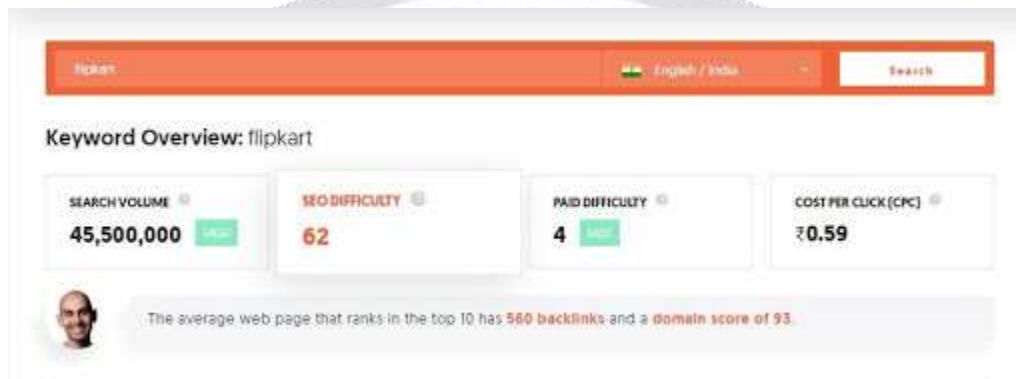 flipkart English / India Search
Keyword Overview: flipkart
SEARCH VOLUME SEO DIFFICULTY PAID DIFFICULTY COST PER CLICK (CPC)
45,500,000 HIGH 62 4 EASY ₹0.59
The average web page that ranks in the top 10 has 560 backlinks and a domain score of 93.